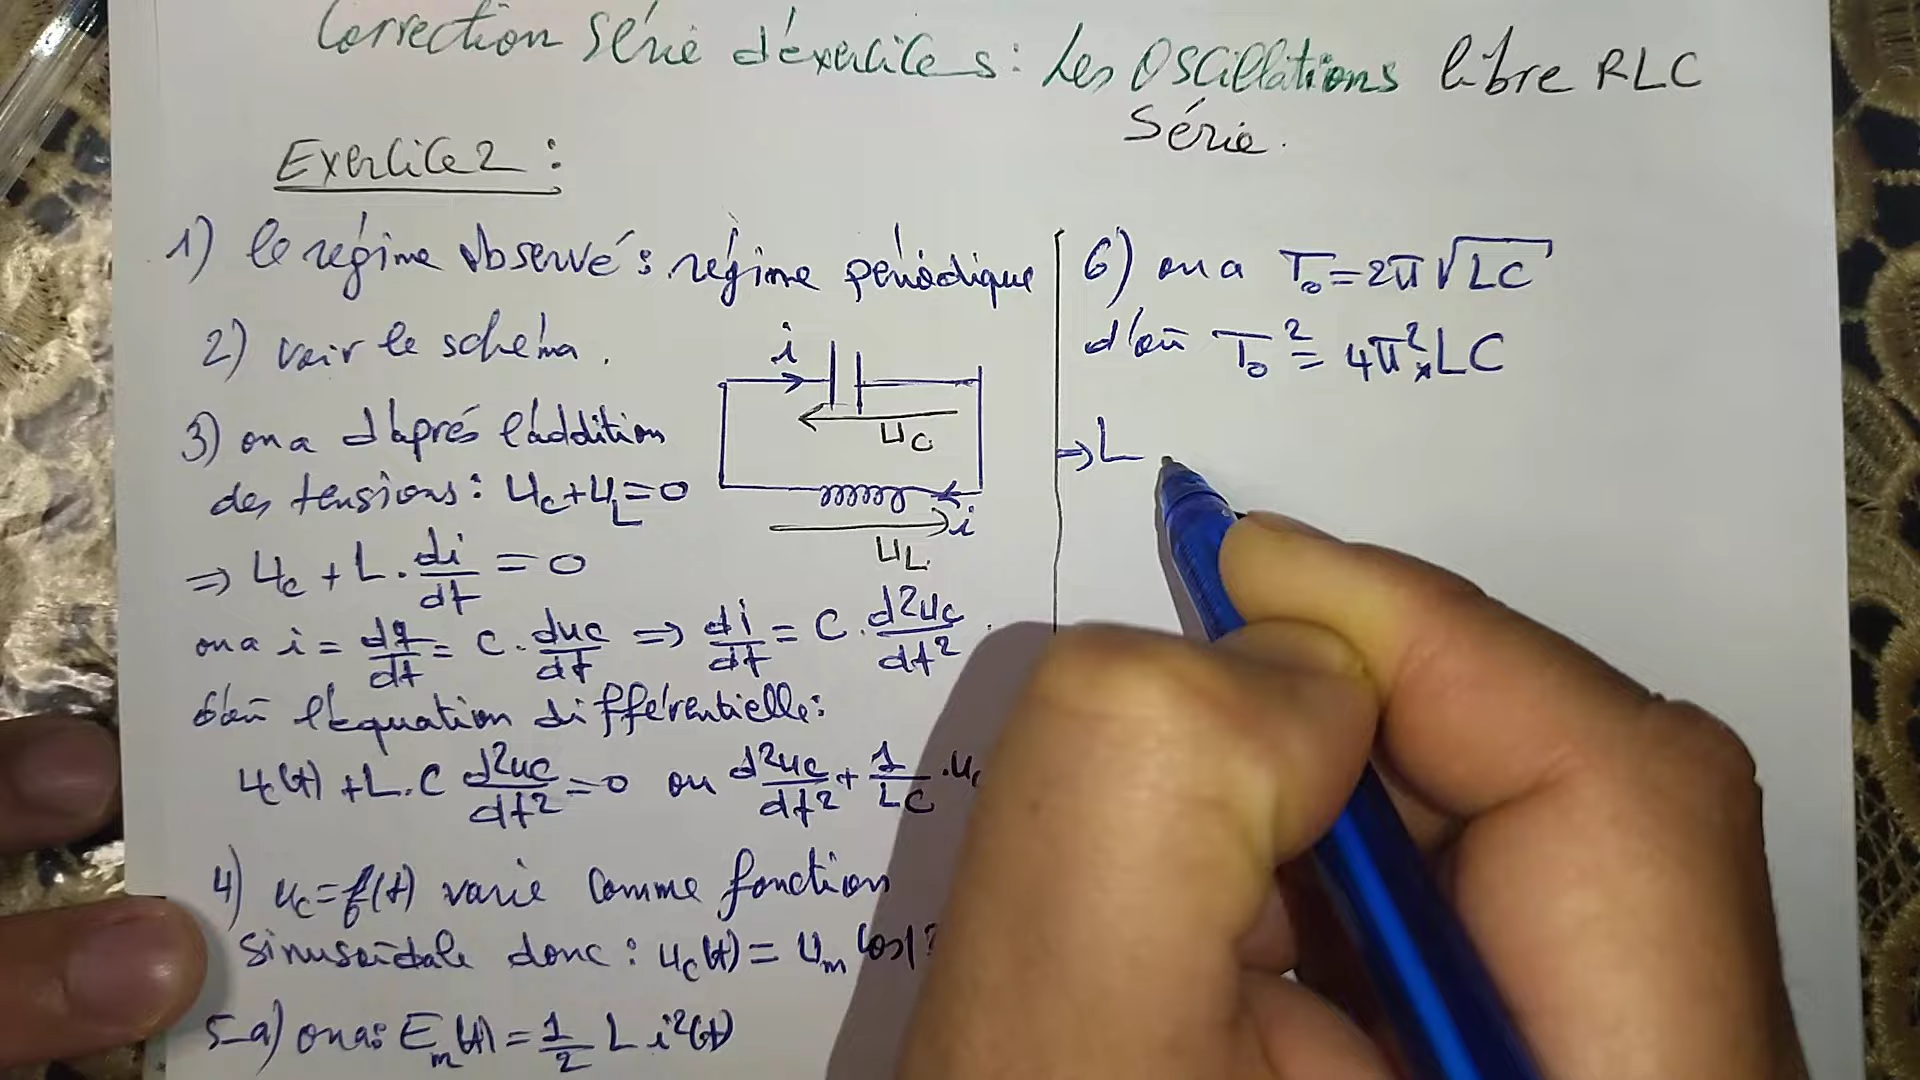 Correction série d'exercices : Les Oscillations libre RLC
Série.
Exercice 2 :
1) le régime observé : régime périodique
2) voir le schéma.
i
uC
i
uL
3) on a d'aprés l'addition
des tensions : uc + uL = 0
⇒ uc + L . di/dt = 0
on a i = dq/dt = C . duc/dt ⇒ di/dt = C . d²uc/dt² .
d'où l'équation différentielle :
uc(t) + L.C d²uc/dt² = 0 ou d²uc/dt² + 1/LC . uc
4) uc = f(t) varie comme fonction
sinusoïdale donc : uc(t) = Um cos(
5-a) on a : Em(t) = 1/2 L i²(t)
6) on a T₀ = 2π √LC
d'où T₀² = 4π² × LC
⇒ L